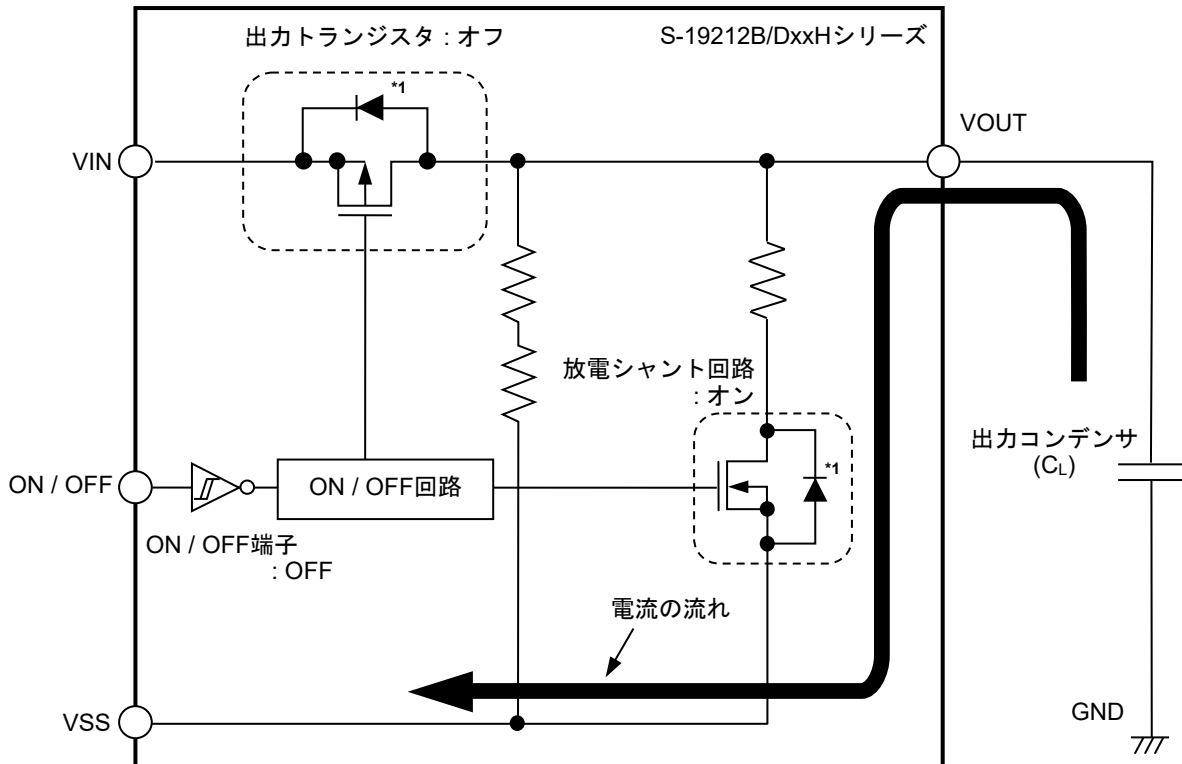 出力トランジスタ : オフ
S-19212B/DxxHシリーズ
*1
VOUT
VIN
放電シャント回路
: オン
*1
出力コンデンサ
(CL)
ON / OFF
ON / OFF回路
ON / OFF端子
: OFF
電流の流れ
VSS
GND